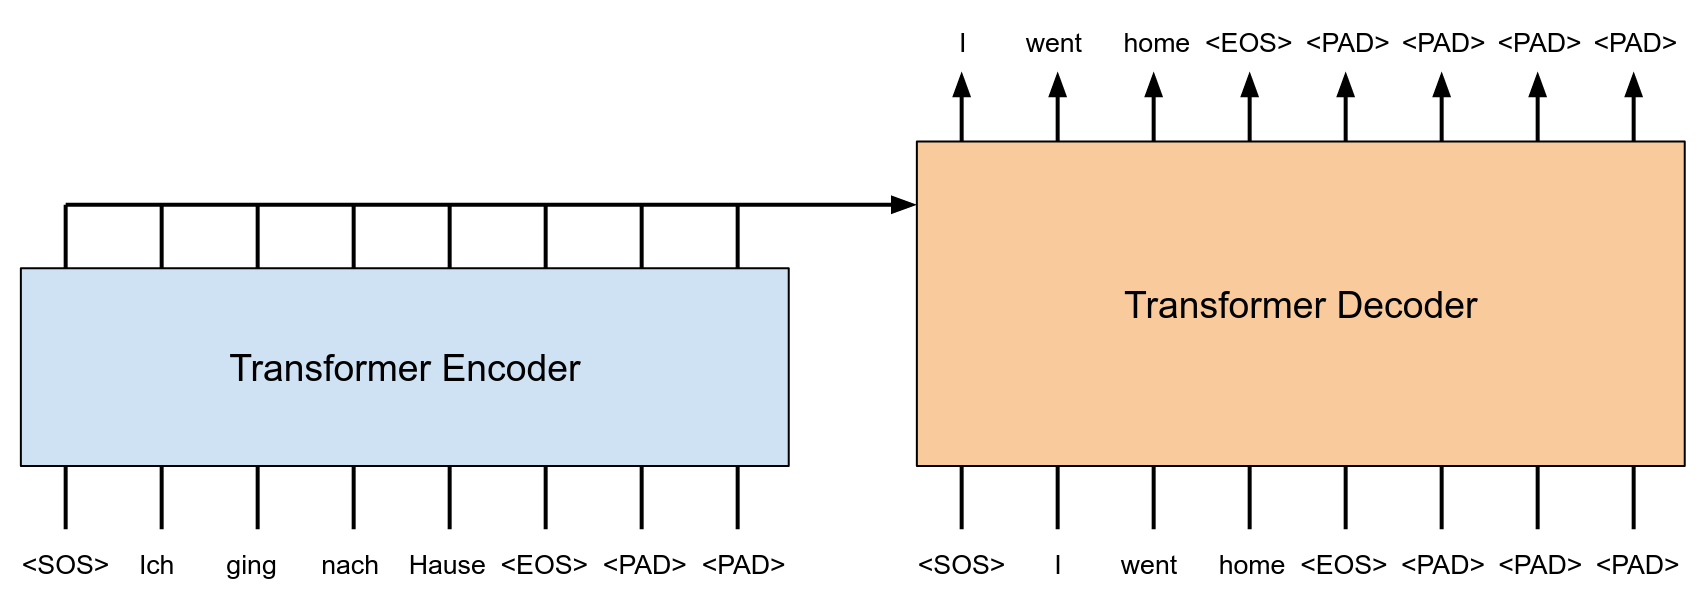 I went home <EOS> <PAD> <PAD> <PAD> <PAD>
Transformer Decoder
Transformer Encoder
<SOS> Ich ging nach Hause <EOS> <PAD> <PAD>
<SOS> I went home <EOS> <PAD> <PAD> <PAD>